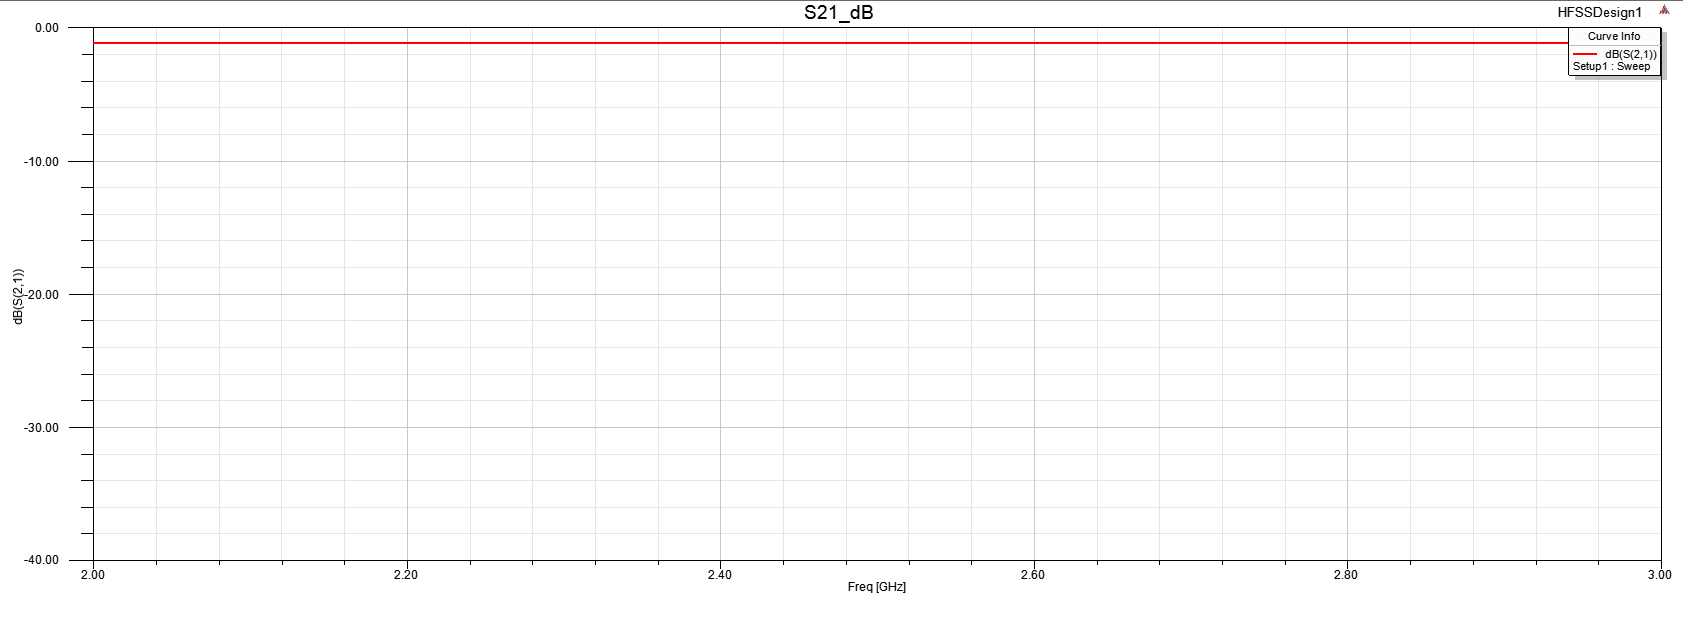 S21_dB
HFSSDesign1
Curve Info
dB(S(2,1))
Setup1 : Sweep
0.00
-10.00
-20.00
-30.00
-40.00
dB(S(2,1))
2.00 2.20 2.40 2.60 2.80 3.00
Freq [GHz]